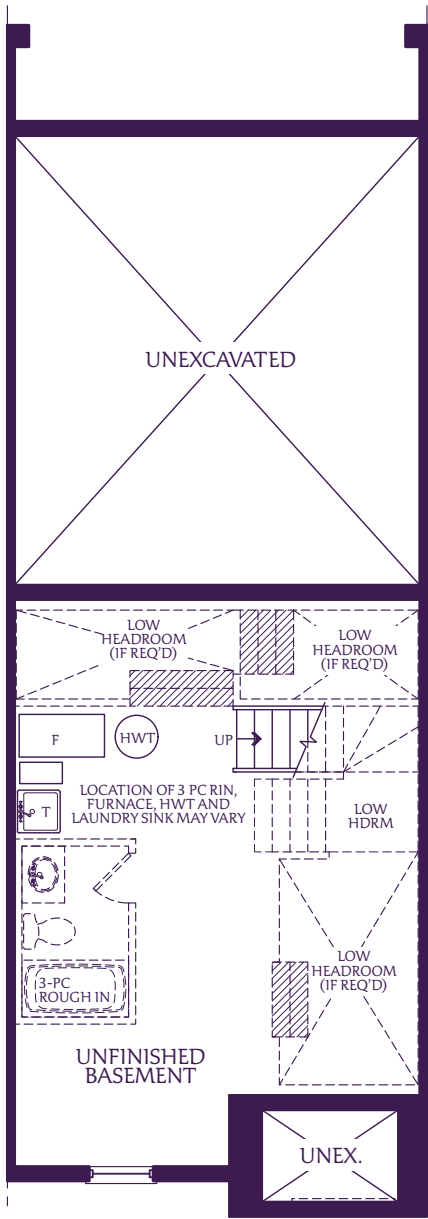 UNEXCAVATED
LOW
HEADROOM
(IF REQ'D)
LOW
HEADROOM
(IF REQ'D)
F
HWT
UP
LOCATION OF 3 PC RIN,
FURNACE, HWT AND
LAUNDRY SINK MAY VARY
T
LOW
HDRM
3-PC
ROUGH IN
LOW
HEADROOM
(IF REQ'D)
UNFINISHED
BASEMENT
UNEX.